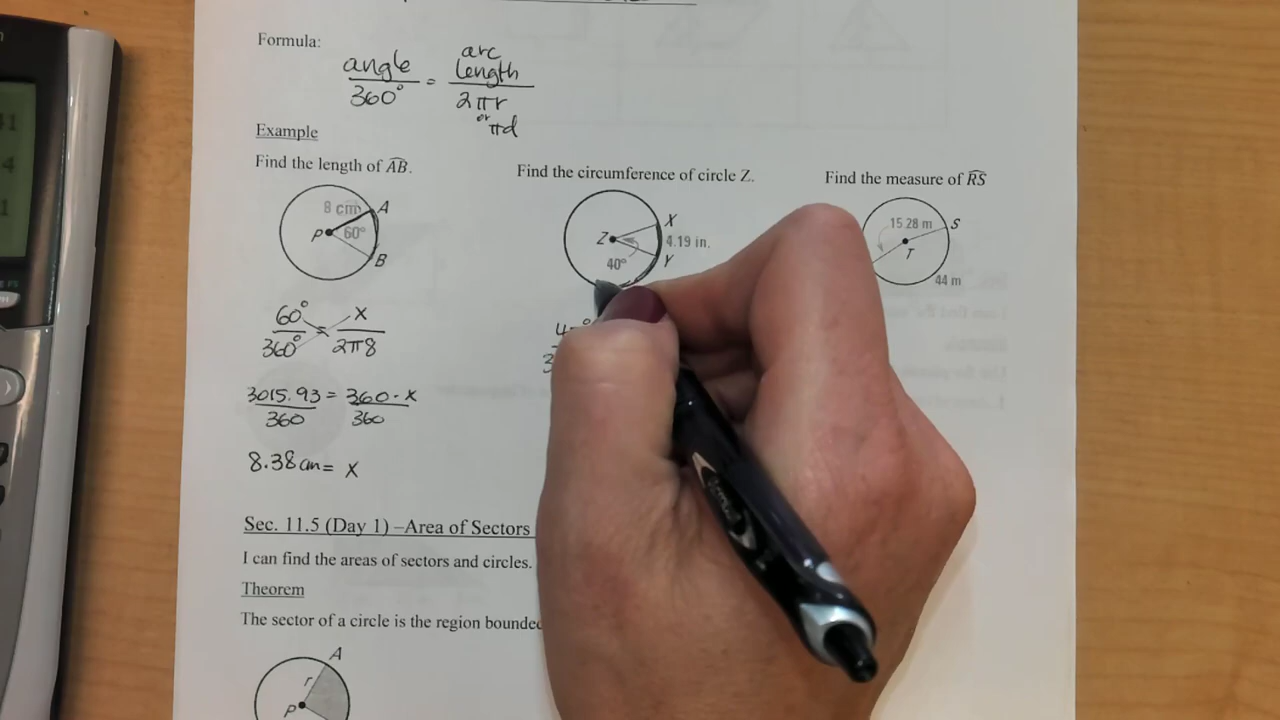 Formula:
angle
360°
=
arc
length
2πr
or πd
Example
Find the length of AB.
8 cm
A
P
60°
B
60°
360°
=
x
2π8
3015.93 = 360·x
360
360
8.38cm = x
Find the circumference of circle Z.
X
Z
4.19 in.
40°
Y
4
3
Find the measure of RS
15.28 m
S
T
44 m
Sec. 11.5 (Day 1) –Area of Sectors
I can find the areas of sectors and circles.
Theorem
The sector of a circle is the region bounded
A
r
P